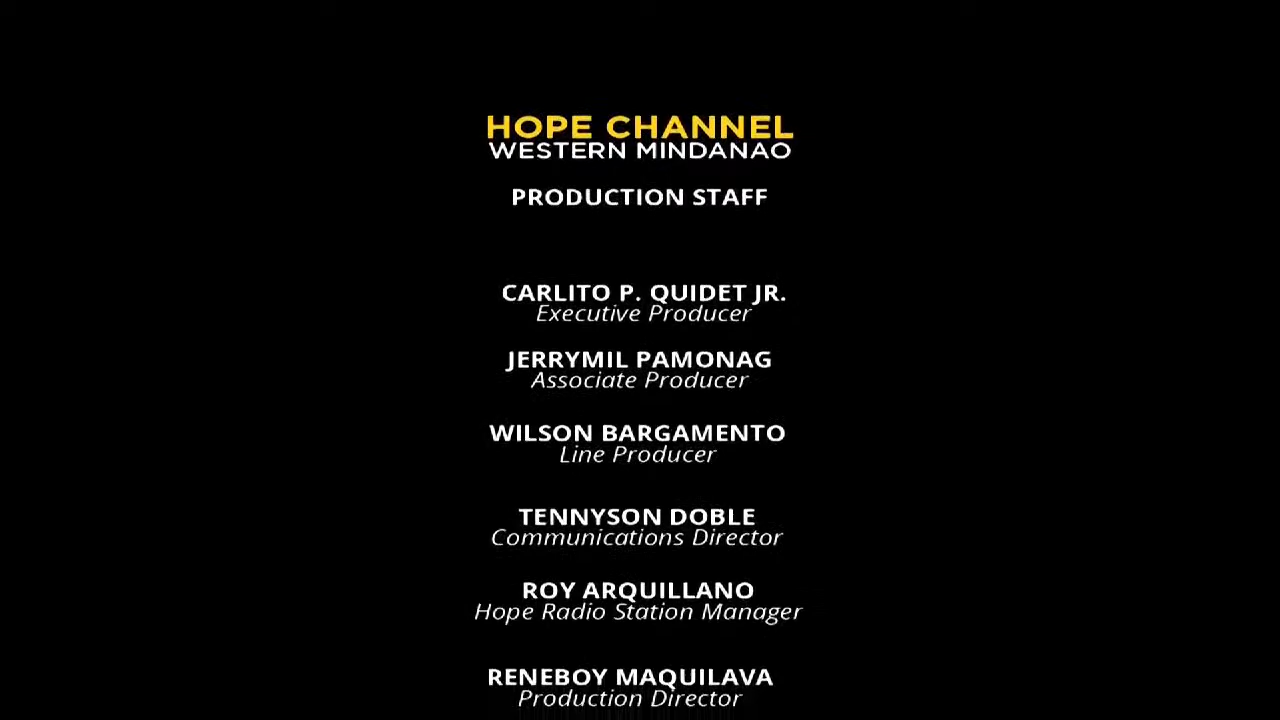 HOPE CHANNEL
WESTERN MINDANAO
PRODUCTION STAFF
CARLITO P. QUIDET JR.
Executive Producer
JERRYMIL PAMONAG
Associate Producer
WILSON BARGAMENTO
Line Producer
TENNYSON DOBLE
Communications Director
ROY ARQUILLANO
Hope Radio Station Manager
RENEBOY MAQUILAVA
Production Director